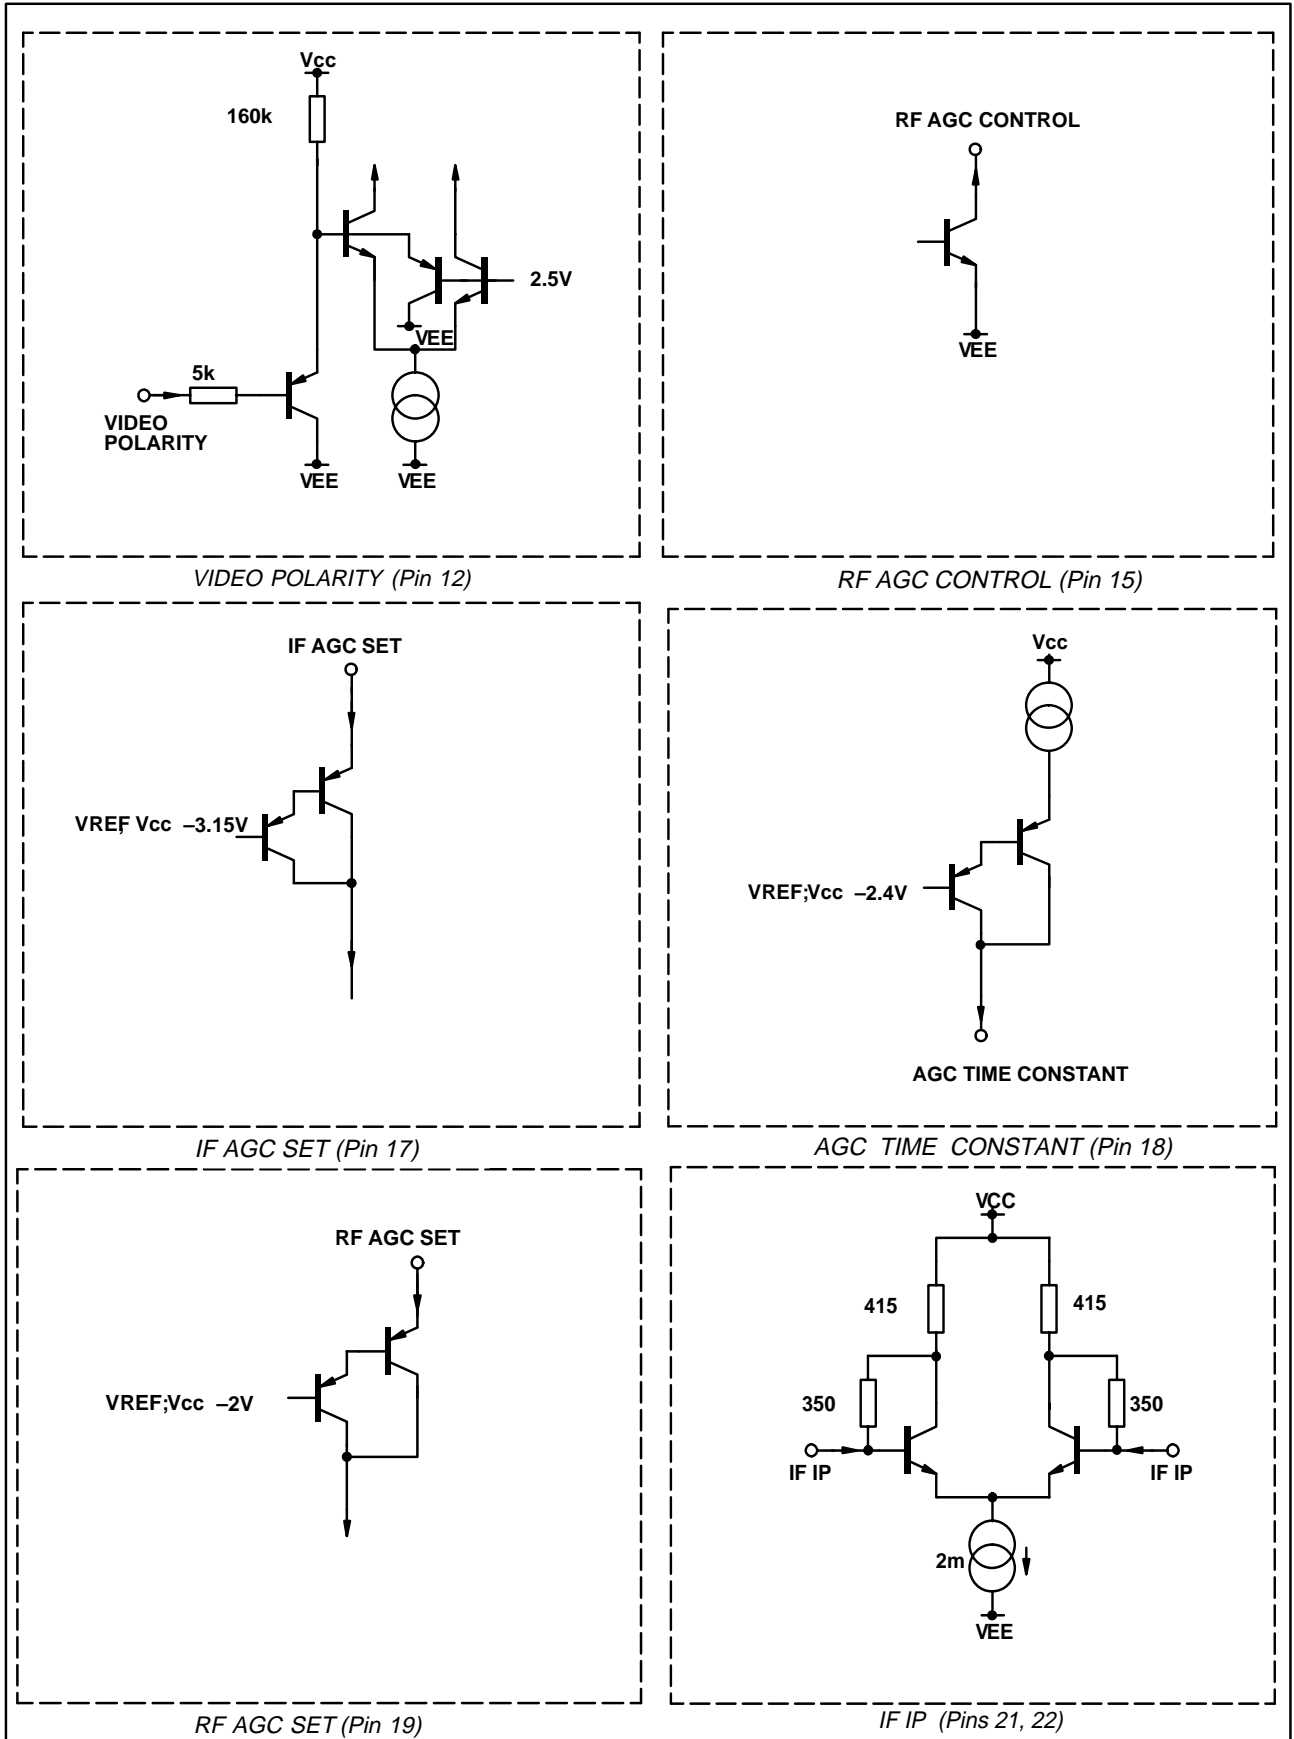 Vcc
160k
2.5V
VEE
5k
VIDEO
POLARITY
VEE
VEE
VIDEO POLARITY (Pin 12)
RF AGC CONTROL
VEE
RF AGC CONTROL (Pin 15)
IF AGC SET
VREF, Vcc –3.15V
IF AGC SET (Pin 17)
Vcc
VREF;Vcc –2.4V
AGC TIME CONSTANT
AGC TIME CONSTANT (Pin 18)
RF AGC SET
VREF;Vcc –2V
RF AGC SET (Pin 19)
VCC
415
415
350
350
IF IP
IF IP
2m
VEE
IF IP (Pins 21, 22)